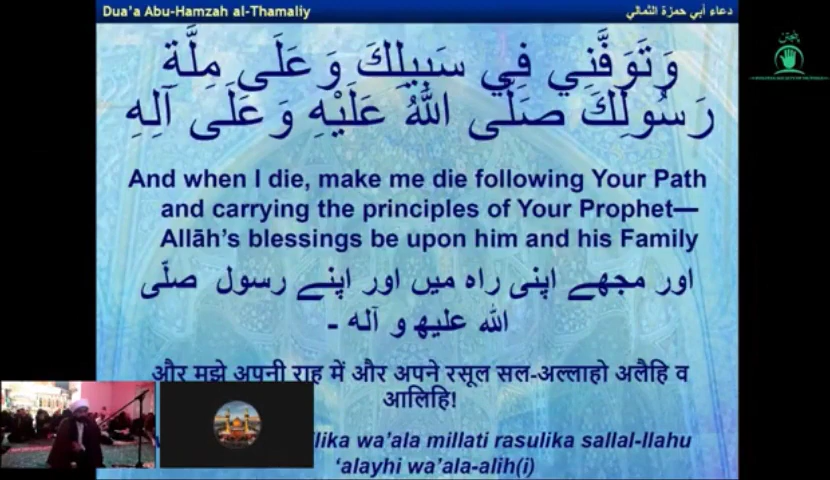 Dua'a Abu-Hamzah al-Thamaliy
دعاء أبي حمزة الثمالي
وَتَوَفَّنِي فِي سَبِيلِكَ وَعَلَى مِلَّةِ
رَسُولِكَ صَلَّى اللَّهُ عَلَيْهِ وَعَلَى آلِهِ
And when I die, make me die following Your Path
and carrying the principles of Your Prophet—
Allāh's blessings be upon him and his Family
اور مجھے اپنی راہ میں اور اپنے رسول صلّی
اللہ علیھ و آلہ -
और मझे अपनी राह में और अपने रसूल सल-अल्लाहो अलैहि व
आलिहि!
wa'ala millati rasulika sallal-llahu
'alayhi wa'ala-alih(i)